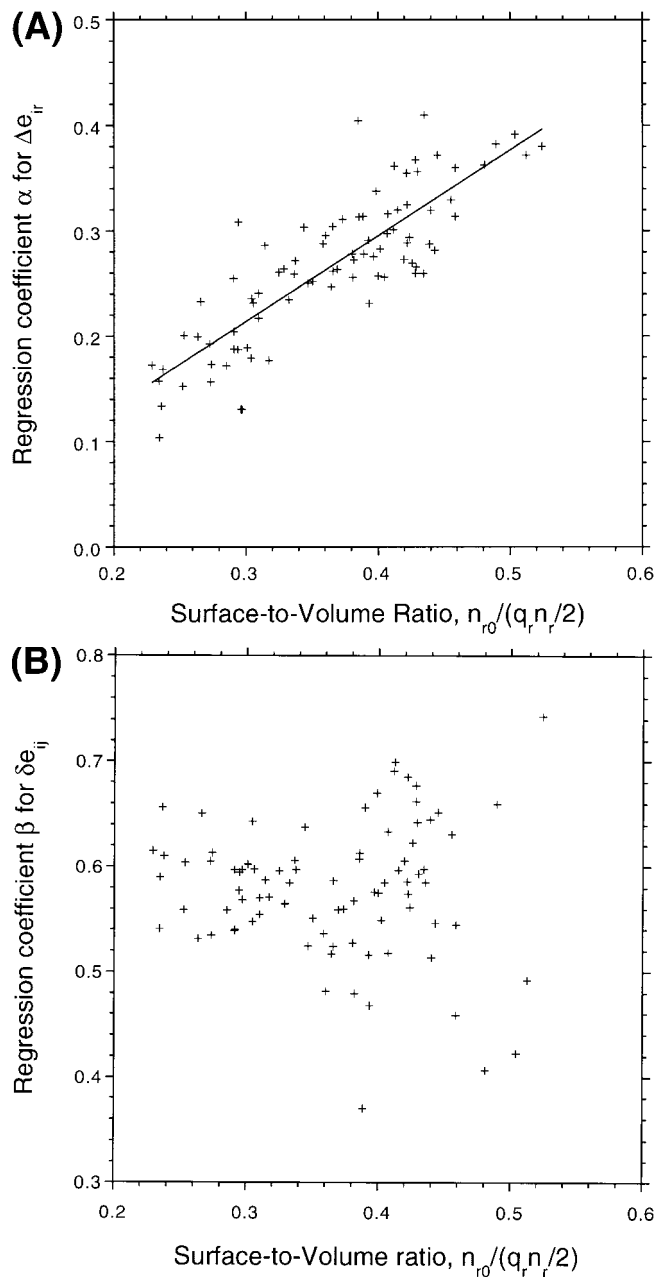 (A)
0.5
0.4
0.3
0.2
0.1
0.0
Regression coefficient α for Δe_ir
0.2 0.3 0.4 0.5 0.6
Surface-to-Volume Ratio, n_r0/(q_r n_r/2)
(B)
0.8
0.7
0.6
0.5
0.4
0.3
Regression coefficient β for δe_ij
0.2 0.3 0.4 0.5 0.6
Surface-to-Volume ratio, n_r0/(q_r n_r/2)